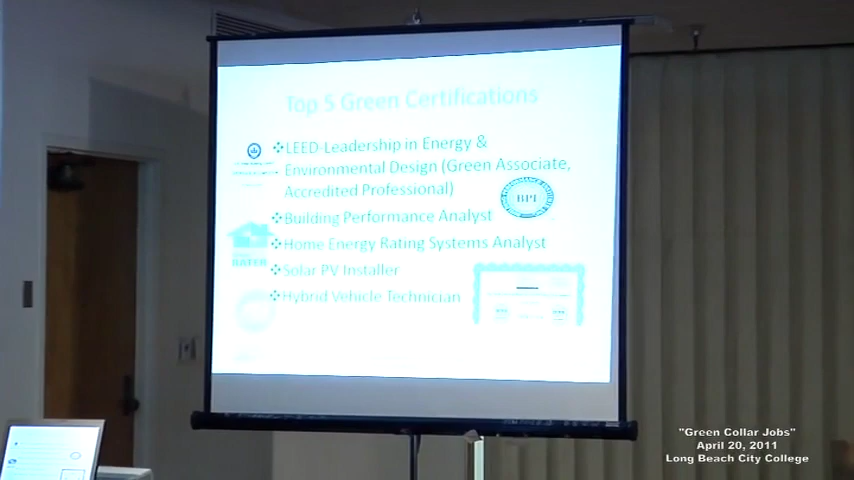 Top 5 Green Certifications
❖LEED-Leadership in Energy &
Environmental Design (Green Associate,
Accredited Professional)
BPI
❖Building Performance Analyst
❖Home Energy Rating Systems Analyst
RATER
❖Solar PV Installer
❖Hybrid Vehicle Technician
"Green Collar Jobs"
April 20, 2011
Long Beach City College